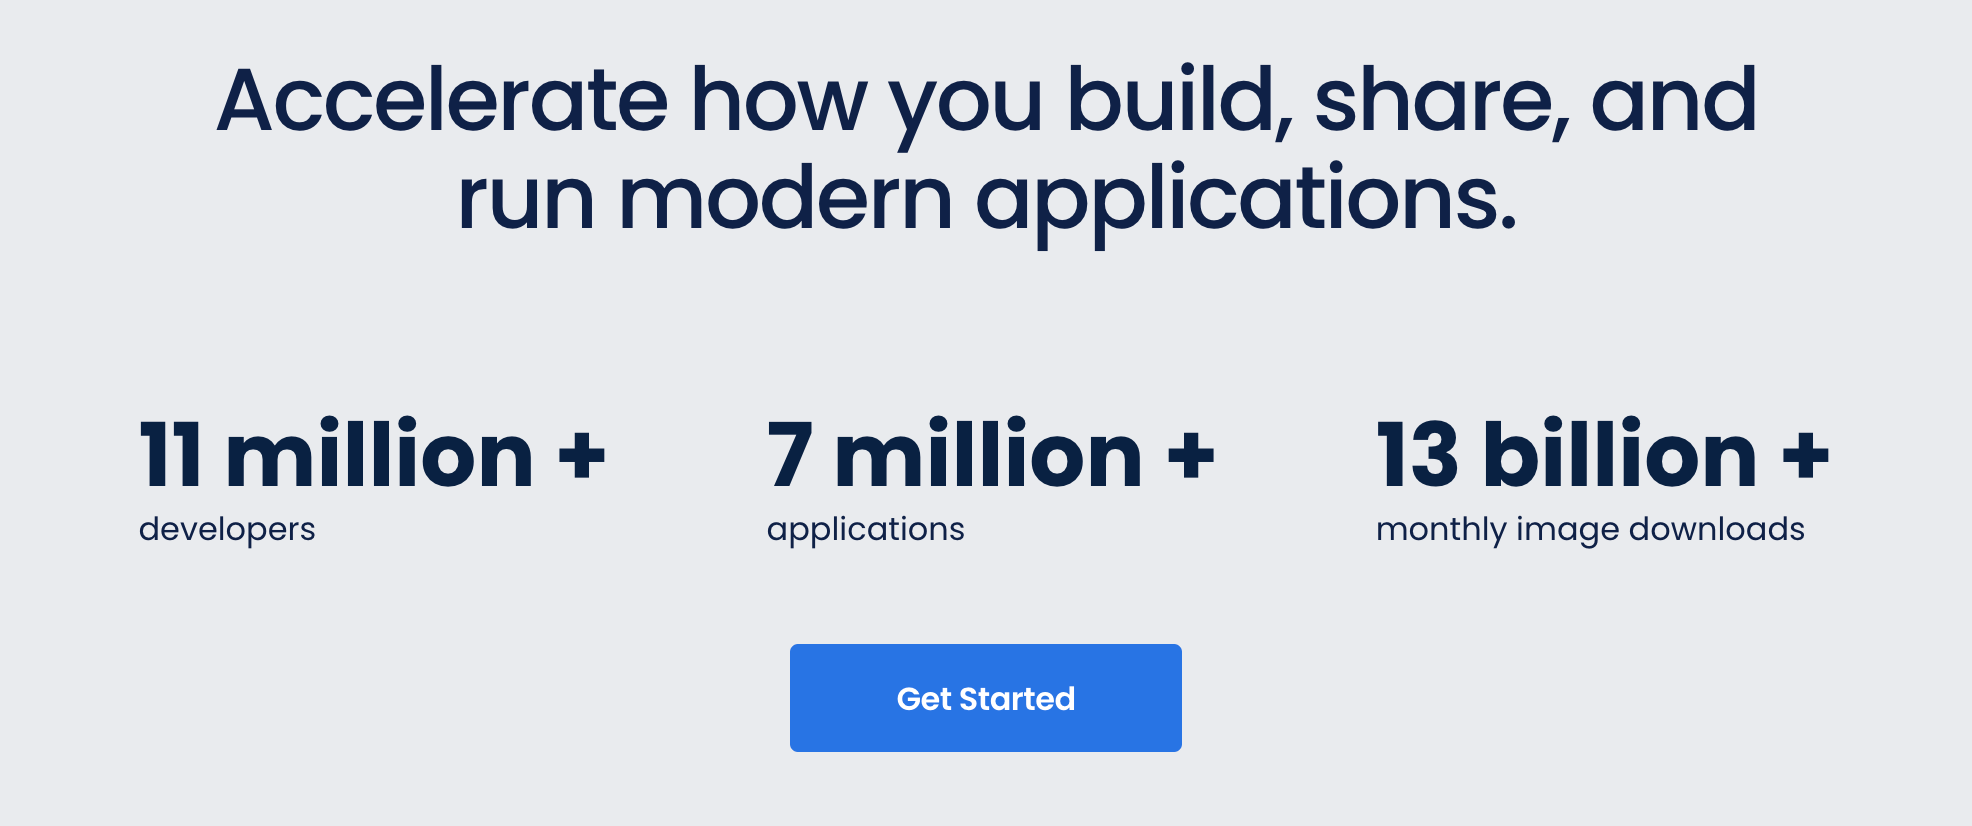 Accelerate how you build, share, and
run modern applications.
11 million +
developers
7 million +
applications
13 billion +
monthly image downloads
Get Started